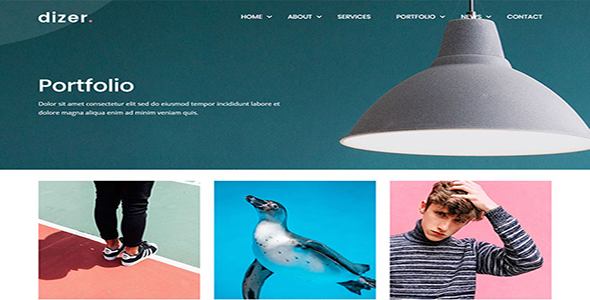 dizer.
HOME ABOUT SERVICES PORTFOLIO NEWS CONTACT
Portfolio
Dolor sit amet consectetur elit sed do eiusmod tempor incididunt labore et
dolore magna aliqua enim ad minim veniam quis.